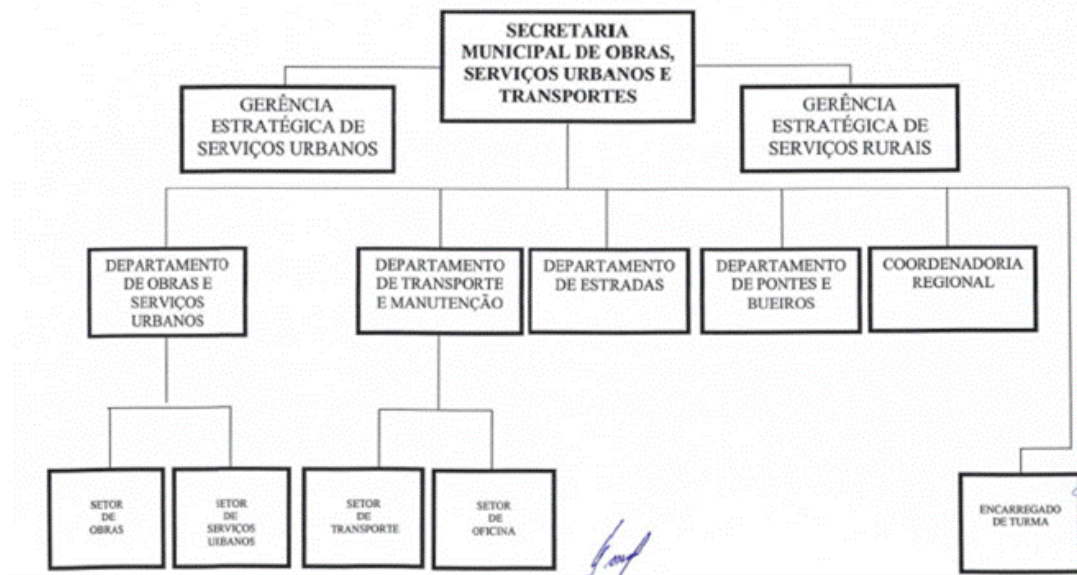 SECRETARIA
MUNICIPAL DE OBRAS,
SERVIÇOS URBANOS E
TRANSPORTES
GERÊNCIA
ESTRATÉGICA DE
SERVIÇOS URBANOS
GERÊNCIA
ESTRATÉGICA DE
SERVIÇOS RURAIS
DEPARTAMENTO
DE OBRAS E
SERVIÇOS
URBANOS
DEPARTAMENTO
DE TRANSPORTE
E MANUTENÇÃO
DEPARTAMENTO
DE ESTRADAS
DEPARTAMENTO
DE PONTES E
BUEIROS
COORDENADORIA
REGIONAL
SETOR
DE
OBRAS
SETOR
DE
SERVIÇOS
URBANOS
SETOR
DE
TRANSPORTE
SETOR
DE
OFICINA
ENCARREGADO
DE TURMA